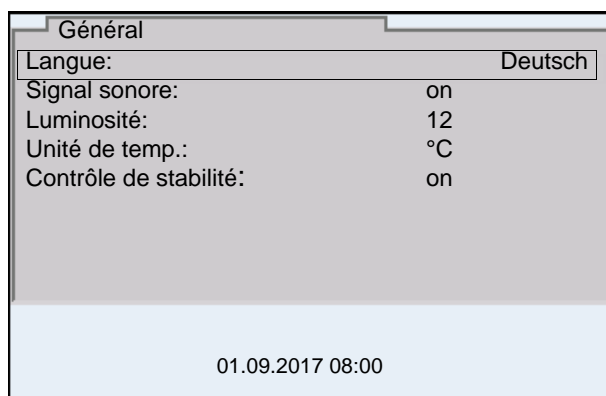 Général
Langue: Deutsch
Signal sonore: on
Luminosité: 12
Unité de temp.: °C
Contrôle de stabilité: on
01.09.2017 08:00